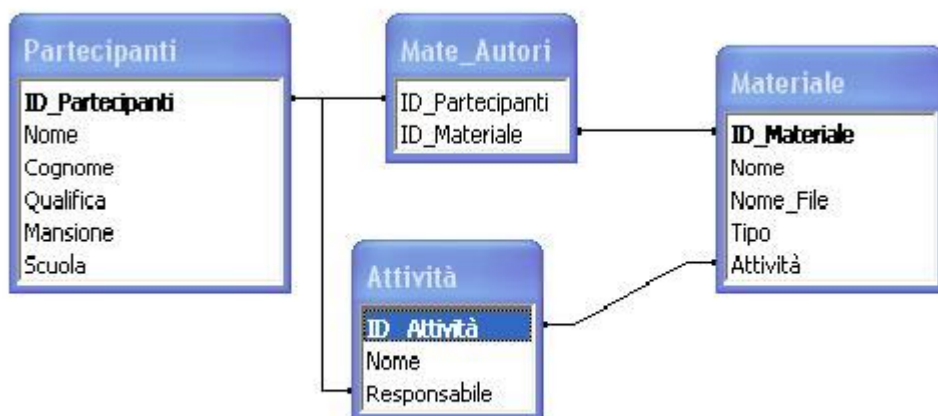 Partecipanti
ID_Partecipanti
Nome
Cognome
Qualifica
Mansione
Scuola
Mate_Autori
ID_Partecipanti
ID_Materiale
Materiale
ID_Materiale
Nome
Nome_File
Tipo
Attività
Attività
ID_Attività
Nome
Responsabile